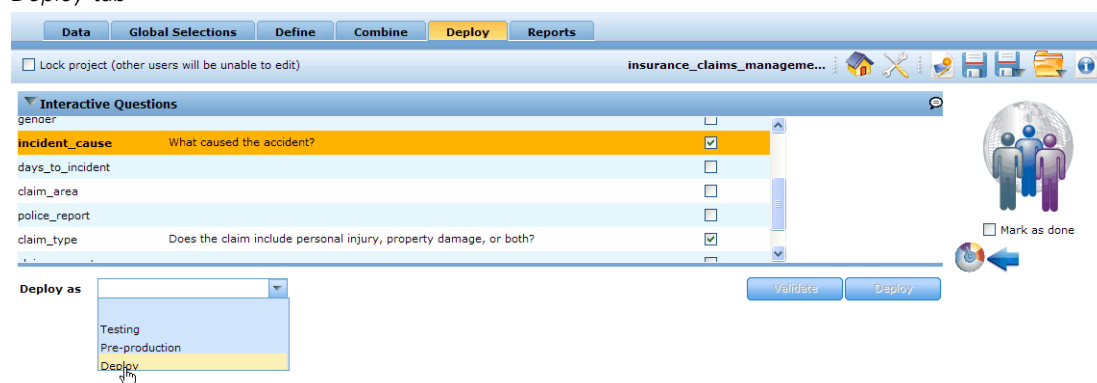 Deploy tab
Data Global Selections Define Combine Deploy Reports
Lock project (other users will be unable to edit) insurance_claims_manageme...
Interactive Questions
gender
incident_cause What caused the accident?
days_to_incident
claim_area
police_report
claim_type Does the claim include personal injury, property damage, or both?
Mark as done
Deploy as Validate Deploy
Testing
Pre-production
Deploy